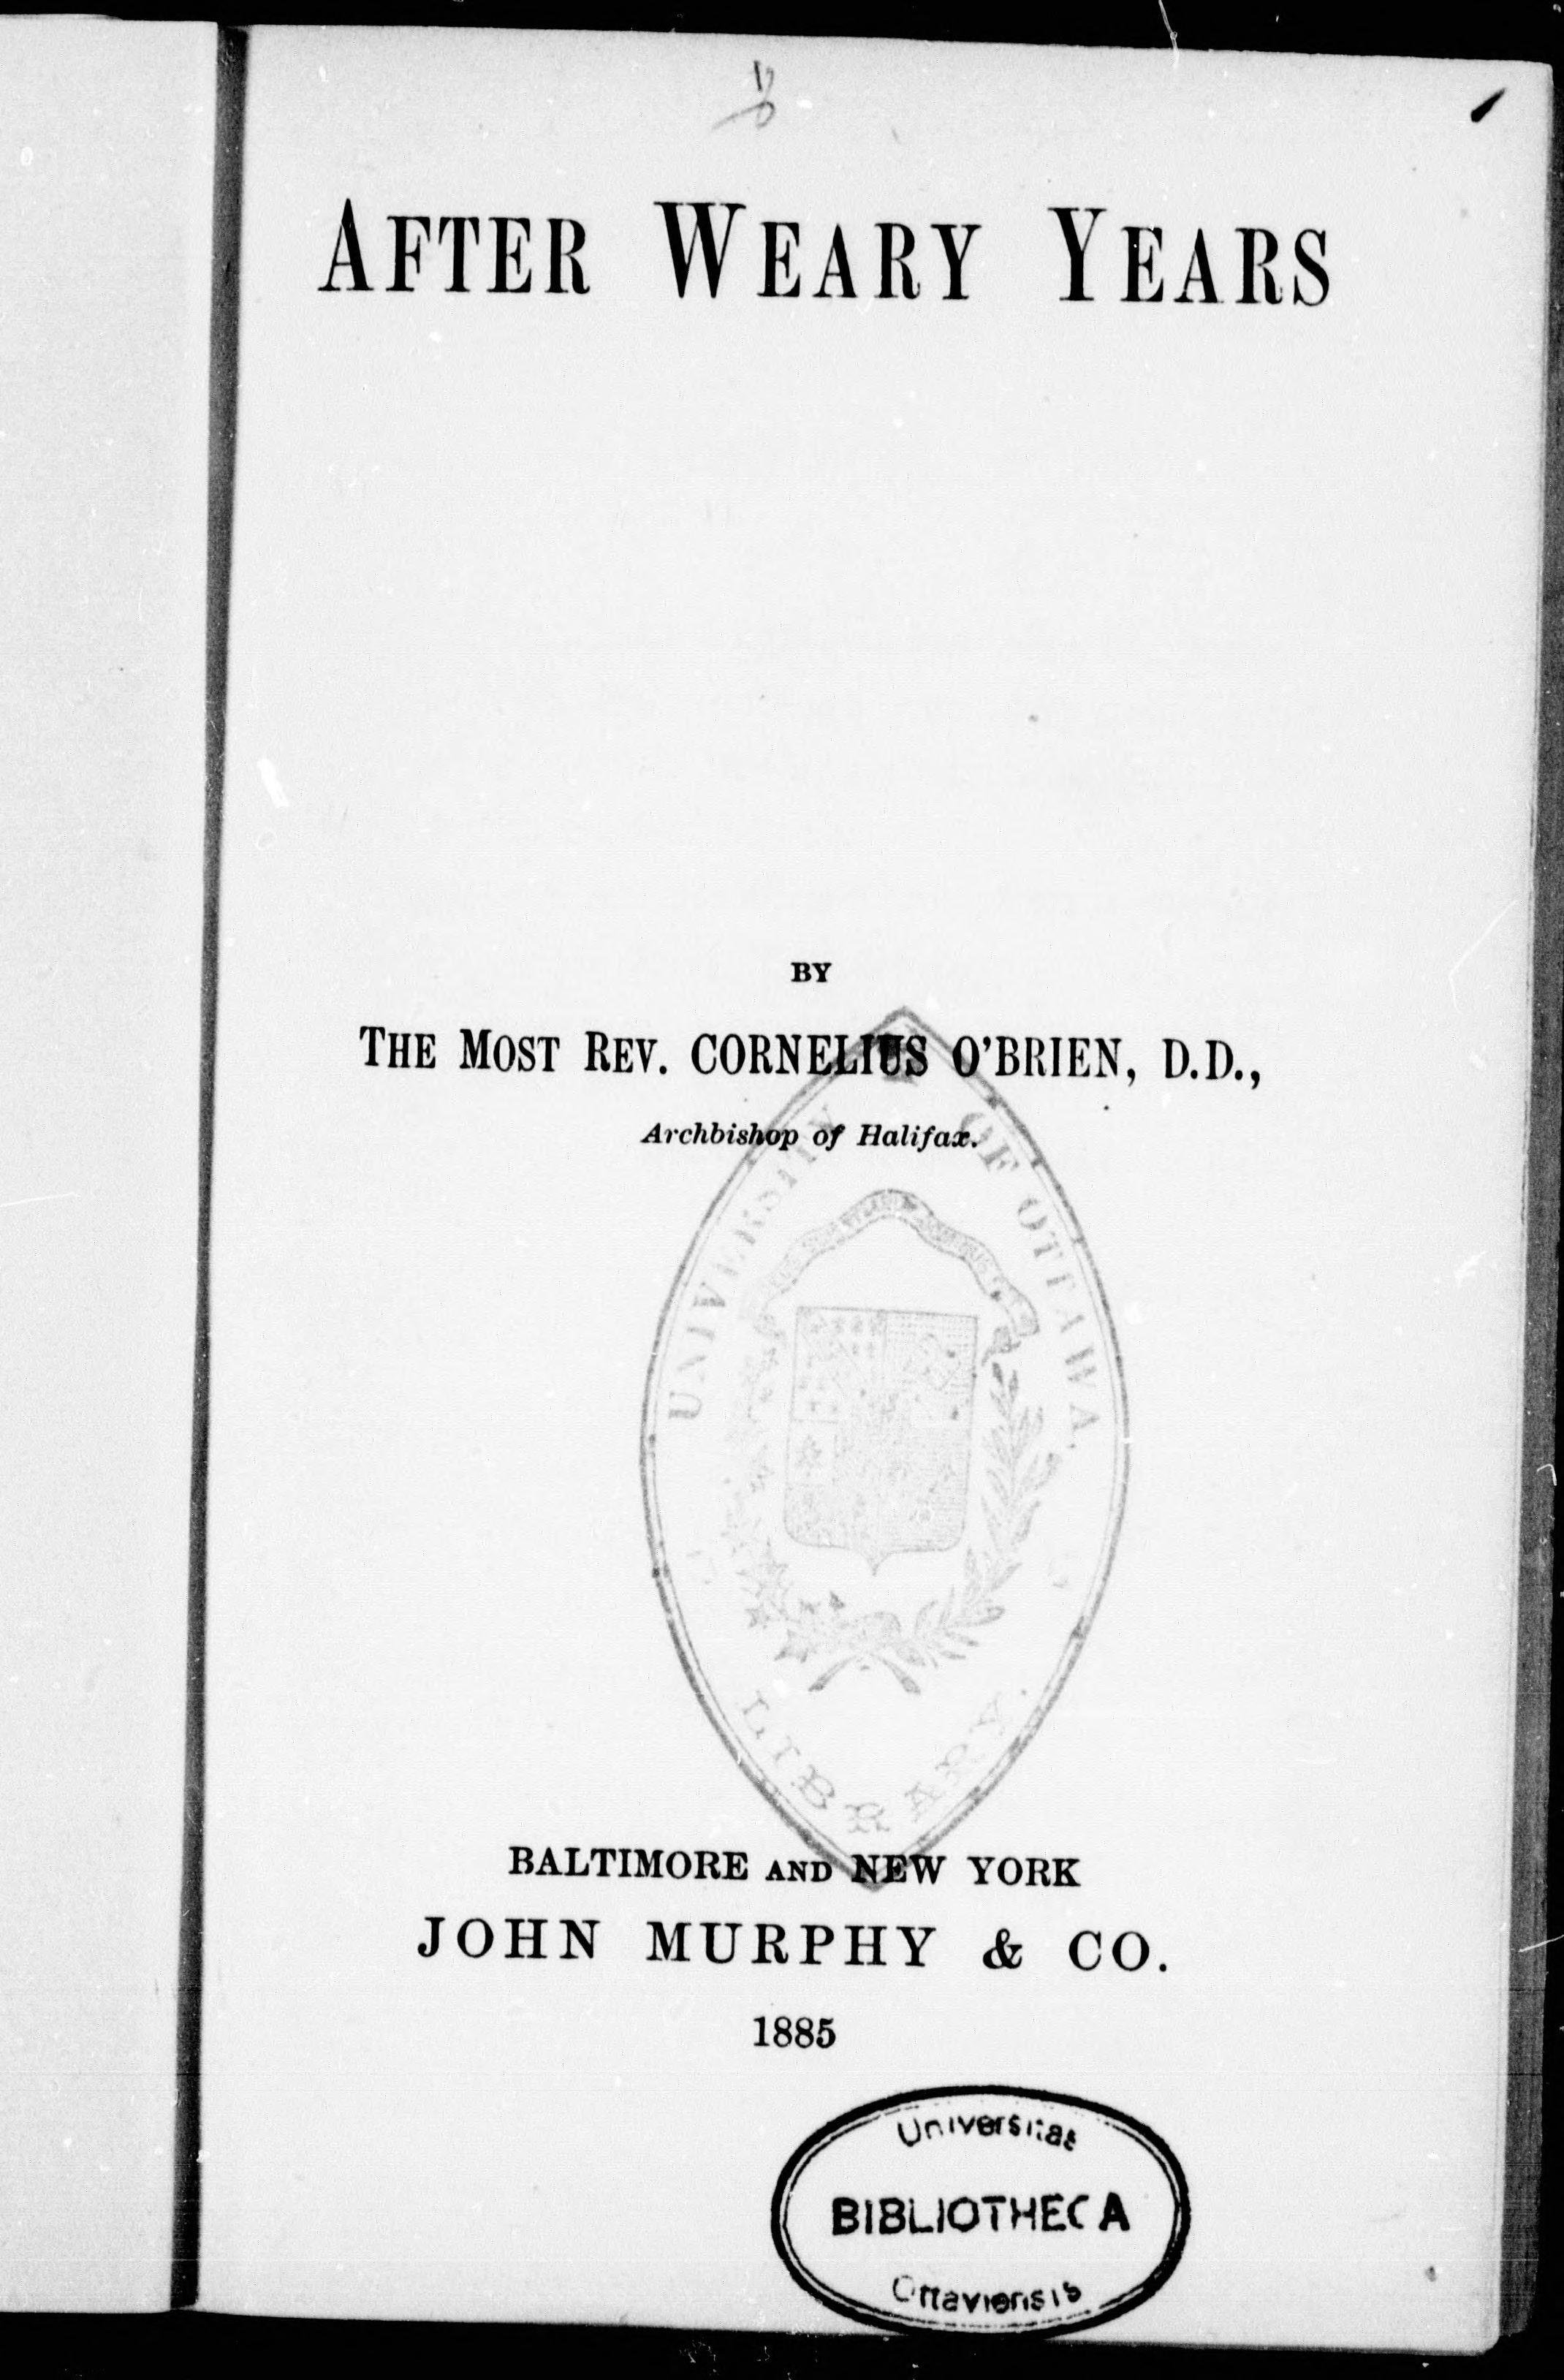 AFTER WEARY YEARS
BY
THE MOST REV. CORNELIUS O'BRIEN, D.D.,
Archbishop of Halifax.
UNIVERSITY OF OTTAWA.
LIBRARY.
BALTIMORE AND NEW YORK
JOHN MURPHY & CO.
1885
Universitas
BIBLIOTHECA
Ottaviensis